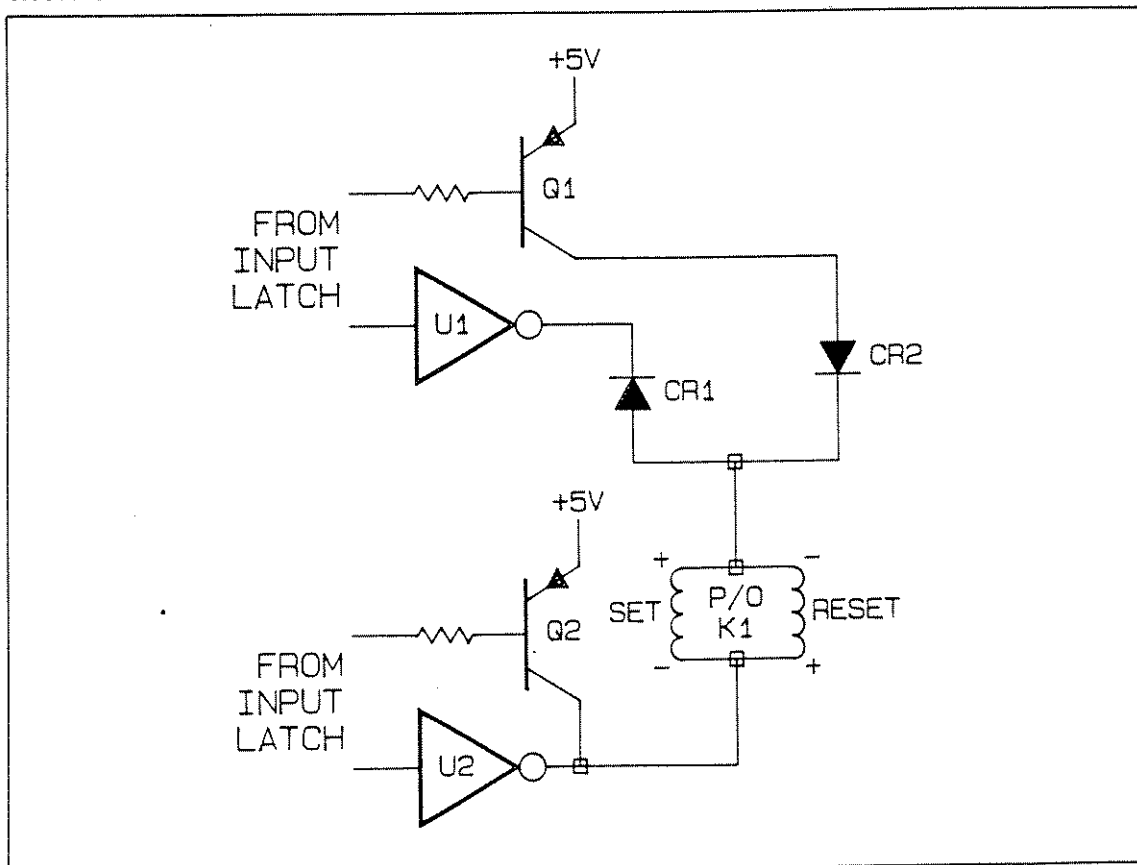 +5V
Q1
FROM
INPUT
LATCH
U1
CR2
CR1
+5V
+ -
SET P/O RESET
K1
- +
Q2
FROM
INPUT
LATCH
U2